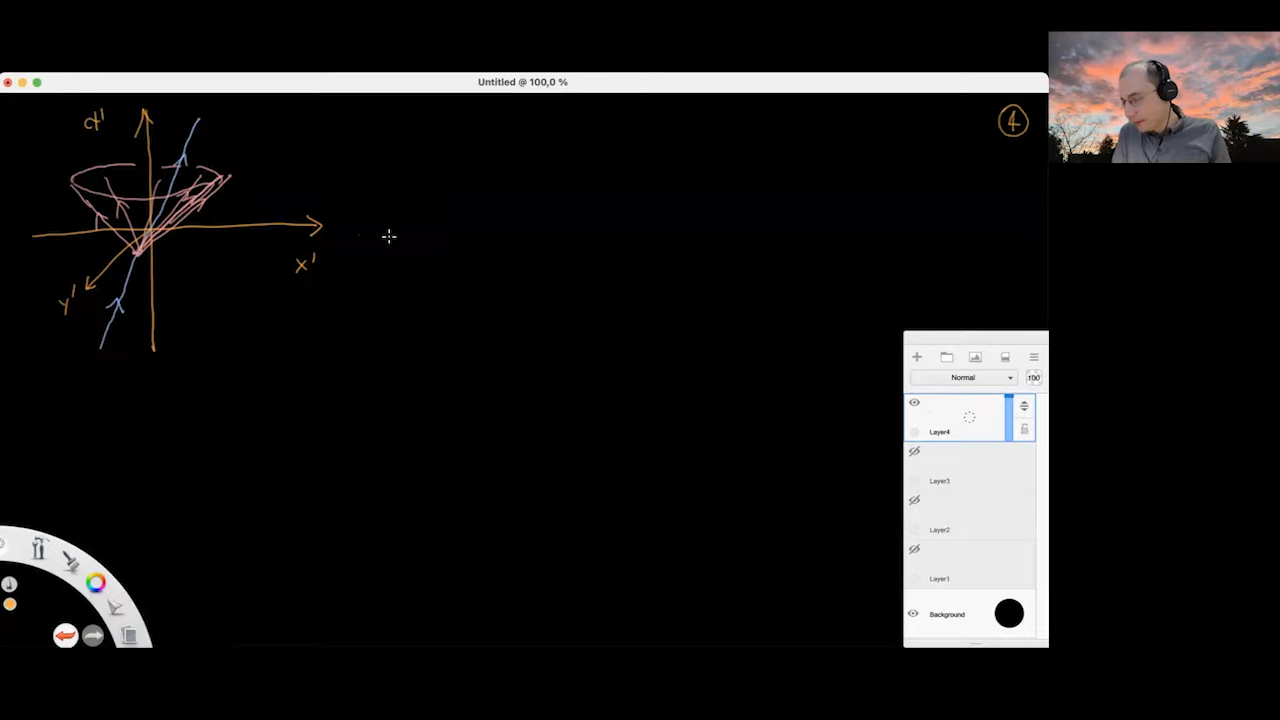 Untitled @ 100,0 %
ct'
4
x'
y'
Normal
100
Layer4
Layer3
Layer2
Layer1
Background